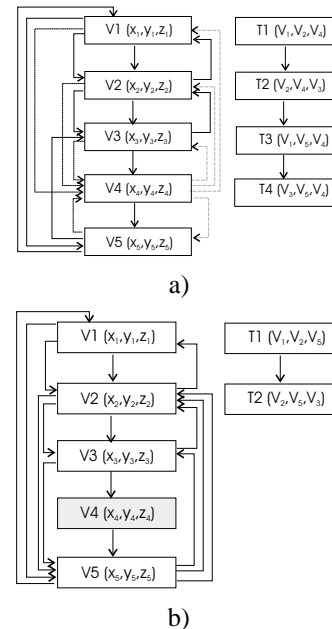 V1 (x₁,y₁,z₁)
T1 (V₁,V₂,V₄)
V2 (x₂,y₂,z₂)
T2 (V₂,V₄,V₃)
V3 (x₃,y₃,z₃)
T3 (V₁,V₅,V₄)
V4 (x₄,y₄,z₄)
T4 (V₃,V₅,V₄)
V5 (x₅,y₅,z₅)
a)
V1 (x₁,y₁,z₁)
T1 (V₁,V₂,V₅)
V2 (x₂,y₂,z₂)
T2 (V₂,V₅,V₃)
V3 (x₃,y₃,z₃)
V4 (x₄,y₄,z₄)
V5 (x₅,y₅,z₅)
b)